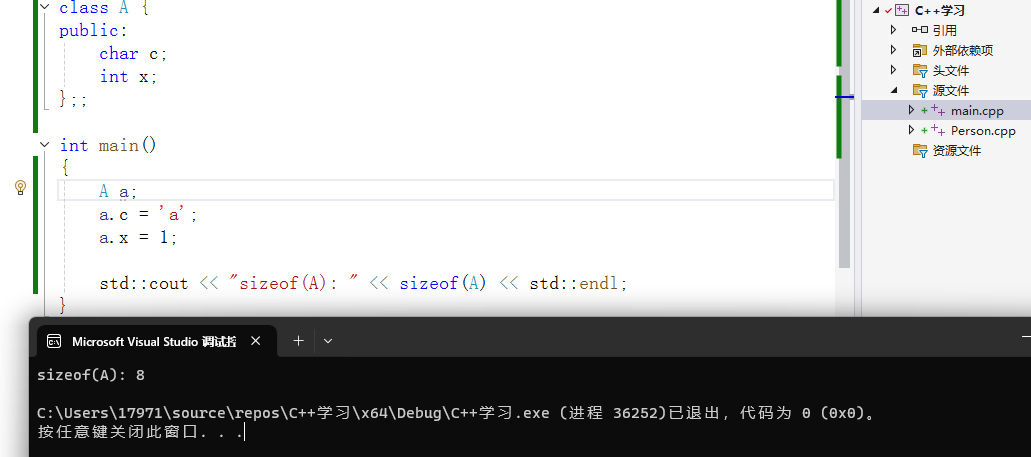 class A {
public:
    char c;
    int x;
};;
int main()
{
    A a;
    a.c = 'a';
    a.x = 1;
    std::cout << "sizeof(A): " << sizeof(A) << std::endl;
}
C++学习
引用
外部依赖项
头文件
源文件
main.cpp
Person.cpp
资源文件
Microsoft Visual Studio 调试控
sizeof(A): 8
C:\Users\17971\source\repos\C++学习\x64\Debug\C++学习.exe (进程 36252)已退出，代码为 0 (0x0)。
按任意键关闭此窗口. . .